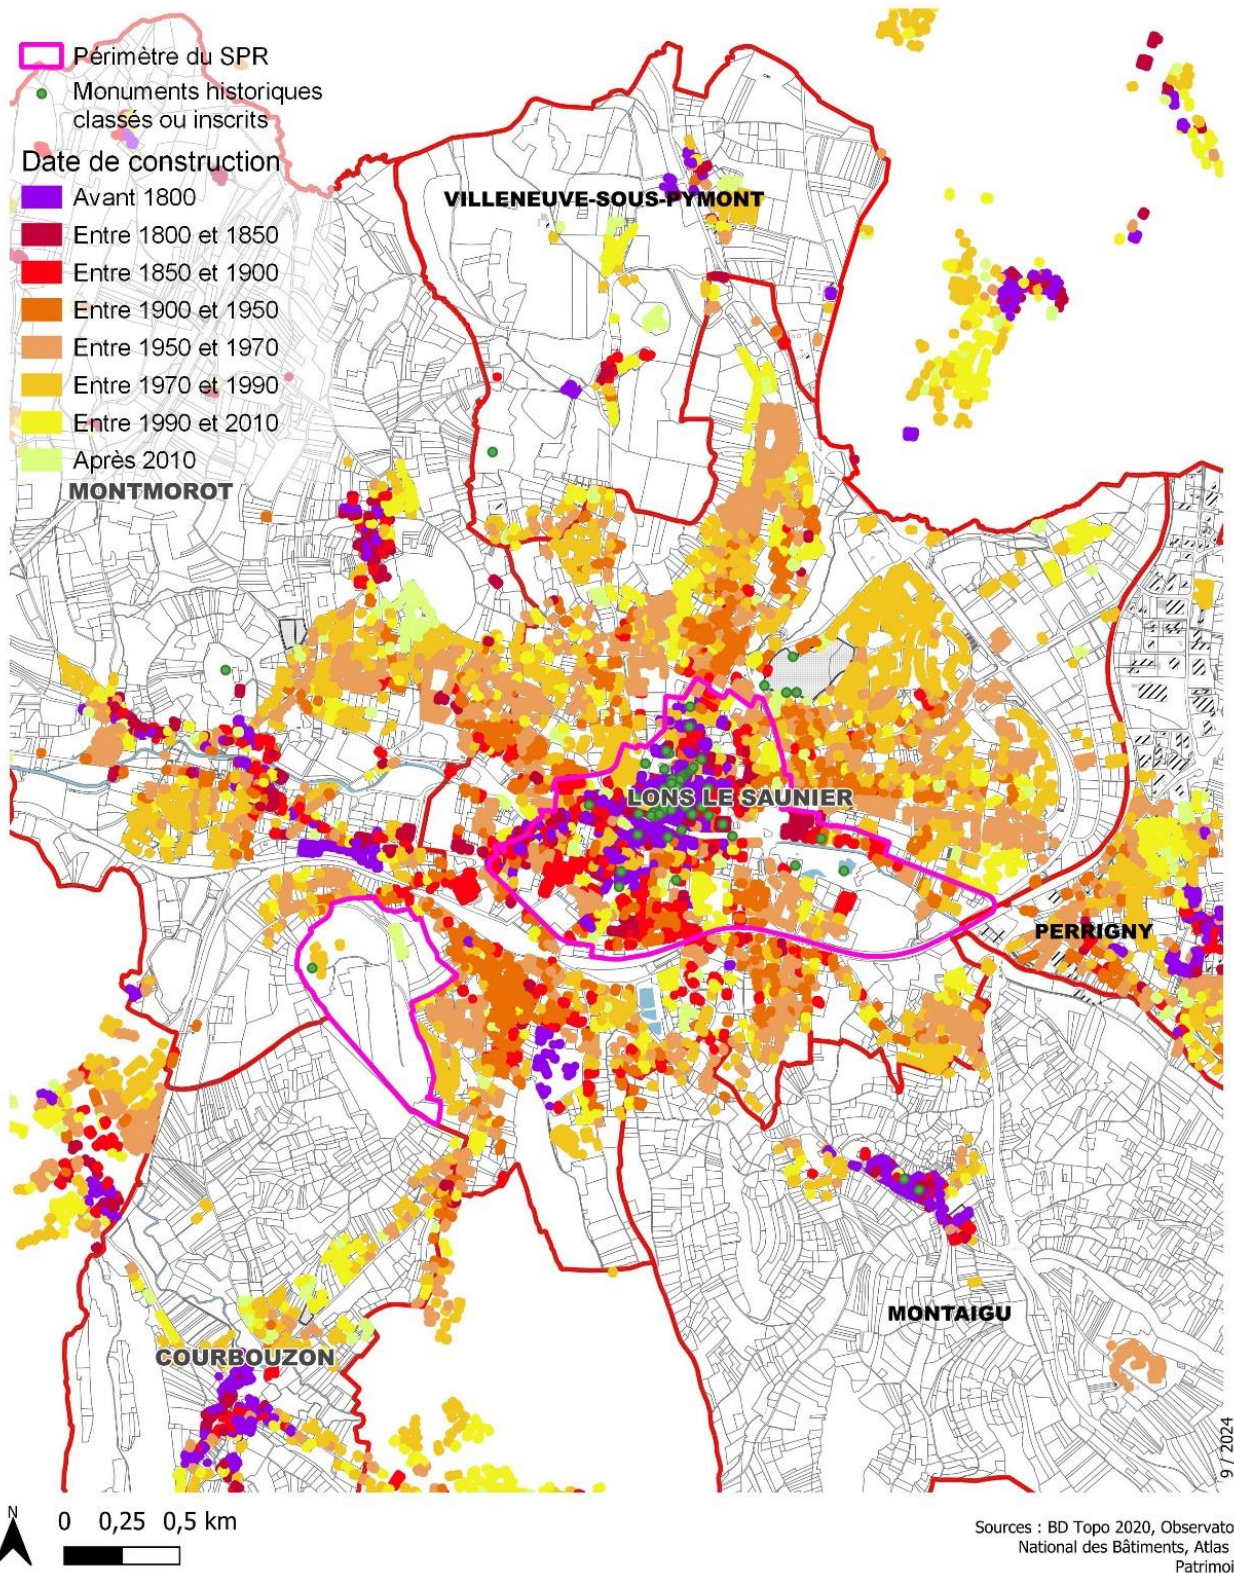 Périmètre du SPR
Monuments historiques
classés ou inscrits
Date de construction
Avant 1800
Entre 1800 et 1850
Entre 1850 et 1900
Entre 1900 et 1950
Entre 1950 et 1970
Entre 1970 et 1990
Entre 1990 et 2010
Après 2010
VILLENEUVE-SOUS-PYMONT
MONTMOROT
LONS LE SAUNIER
PERRIGNY
MONTAIGU
COURBOUZON
9 / 2024
N
0 0,25 0,5 km
Sources : BD Topo 2020, Observato
National des Bâtiments, Atlas
Patrimoi